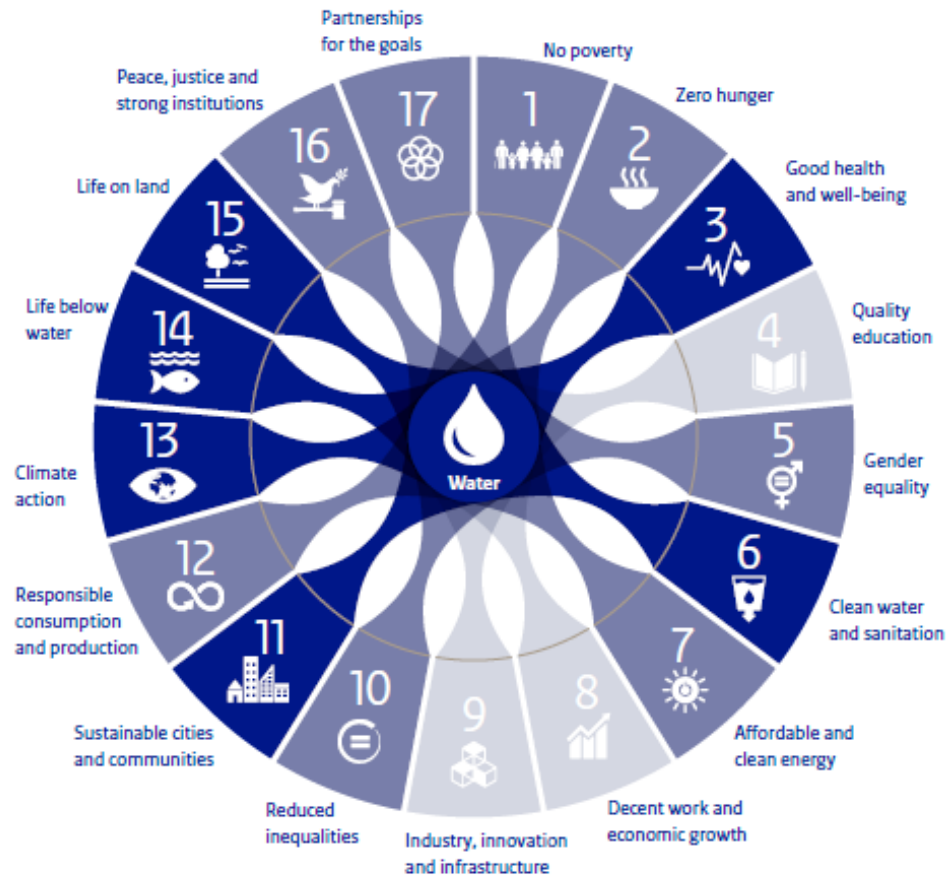 Partnerships
for the goals
No poverty
Peace, justice and
strong institutions
Zero hunger
Good health
and well-being
Life on land
Life below
water
Quality
education
Climate
action
Gender
equality
Responsible
consumption
and production
Clean water
and sanitation
Sustainable cities
and communities
Affordable and
clean energy
Reduced
inequalities
Industry, innovation
and infrastructure
Decent work and
economic growth
1
2
3
4
5
6
7
8
9
10
11
12
13
14
15
16
17
Water